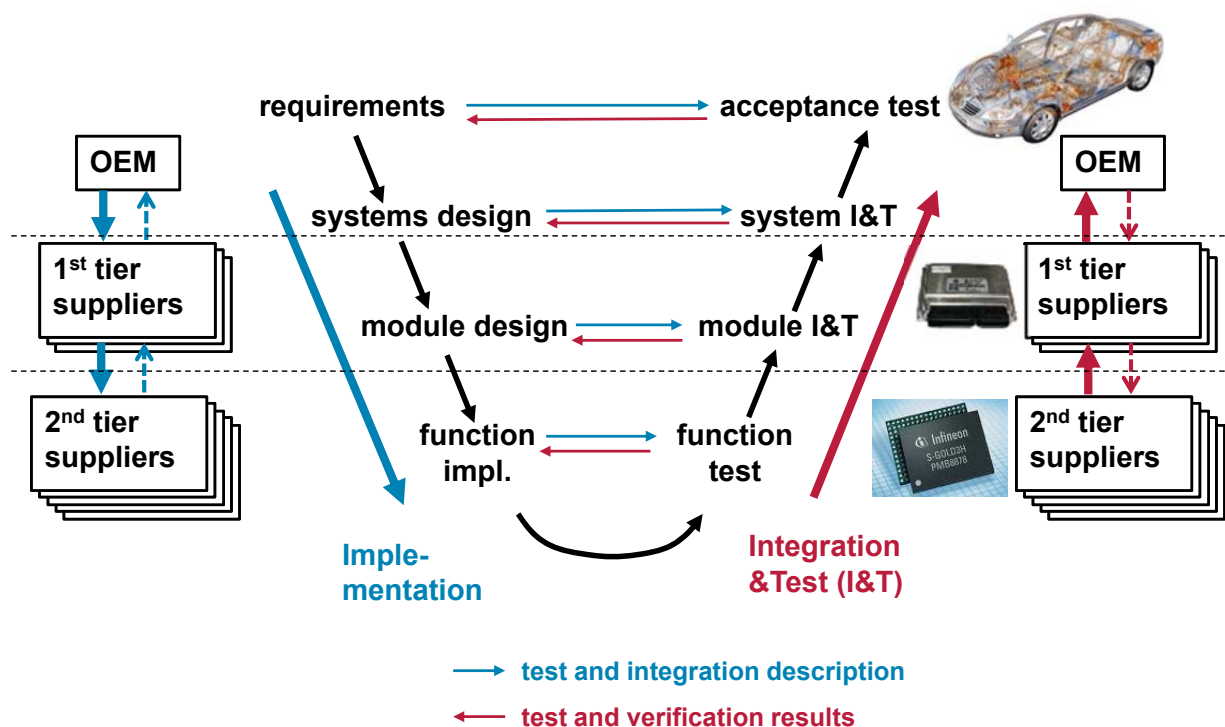 requirements
acceptance test
OEM
OEM
systems design
system I&T
1st tier
suppliers
1st tier
suppliers
module design
module I&T
2nd tier
suppliers
function
impl.
function
test
Infineon
S-GOLD3H
PMB8878
2nd tier
suppliers
Imple-
mentation
Integration
&Test (I&T)
test and integration description
test and verification results